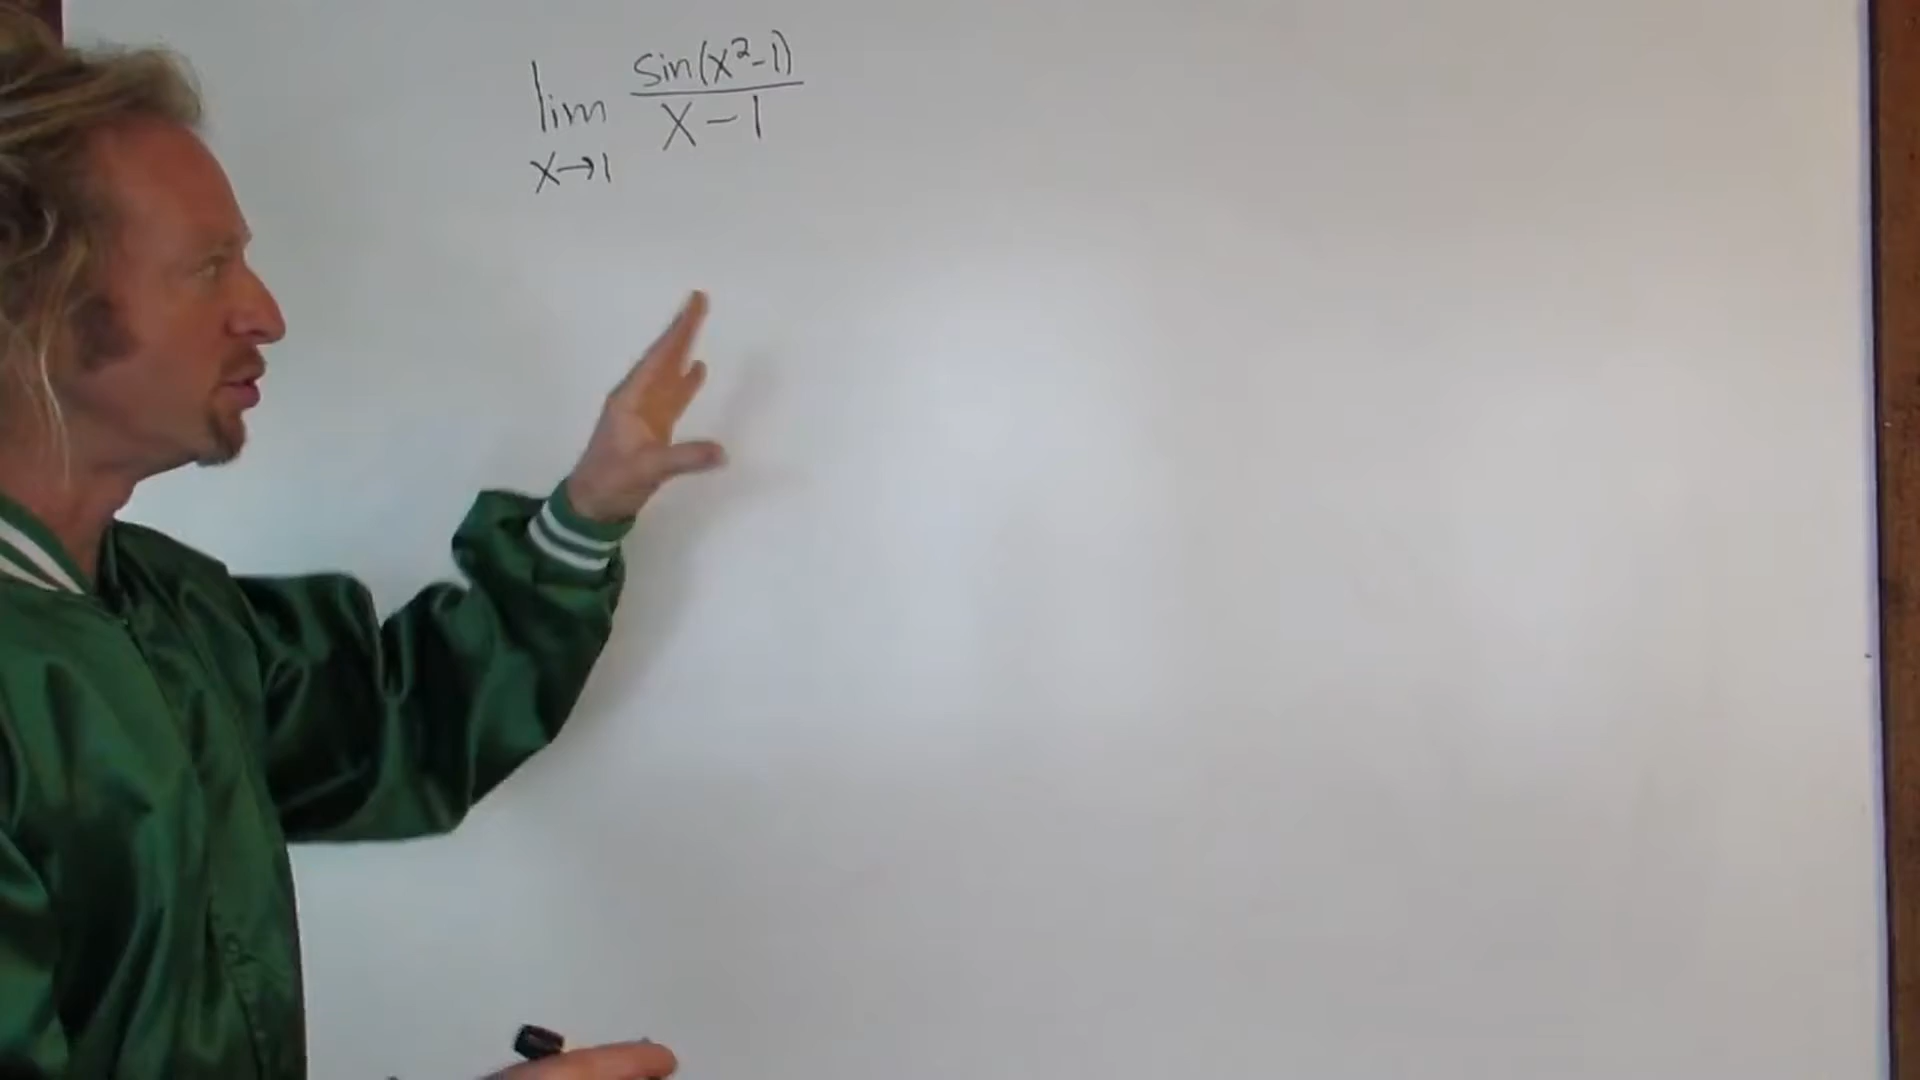 lim sin(x²-1)
x→1 x-1